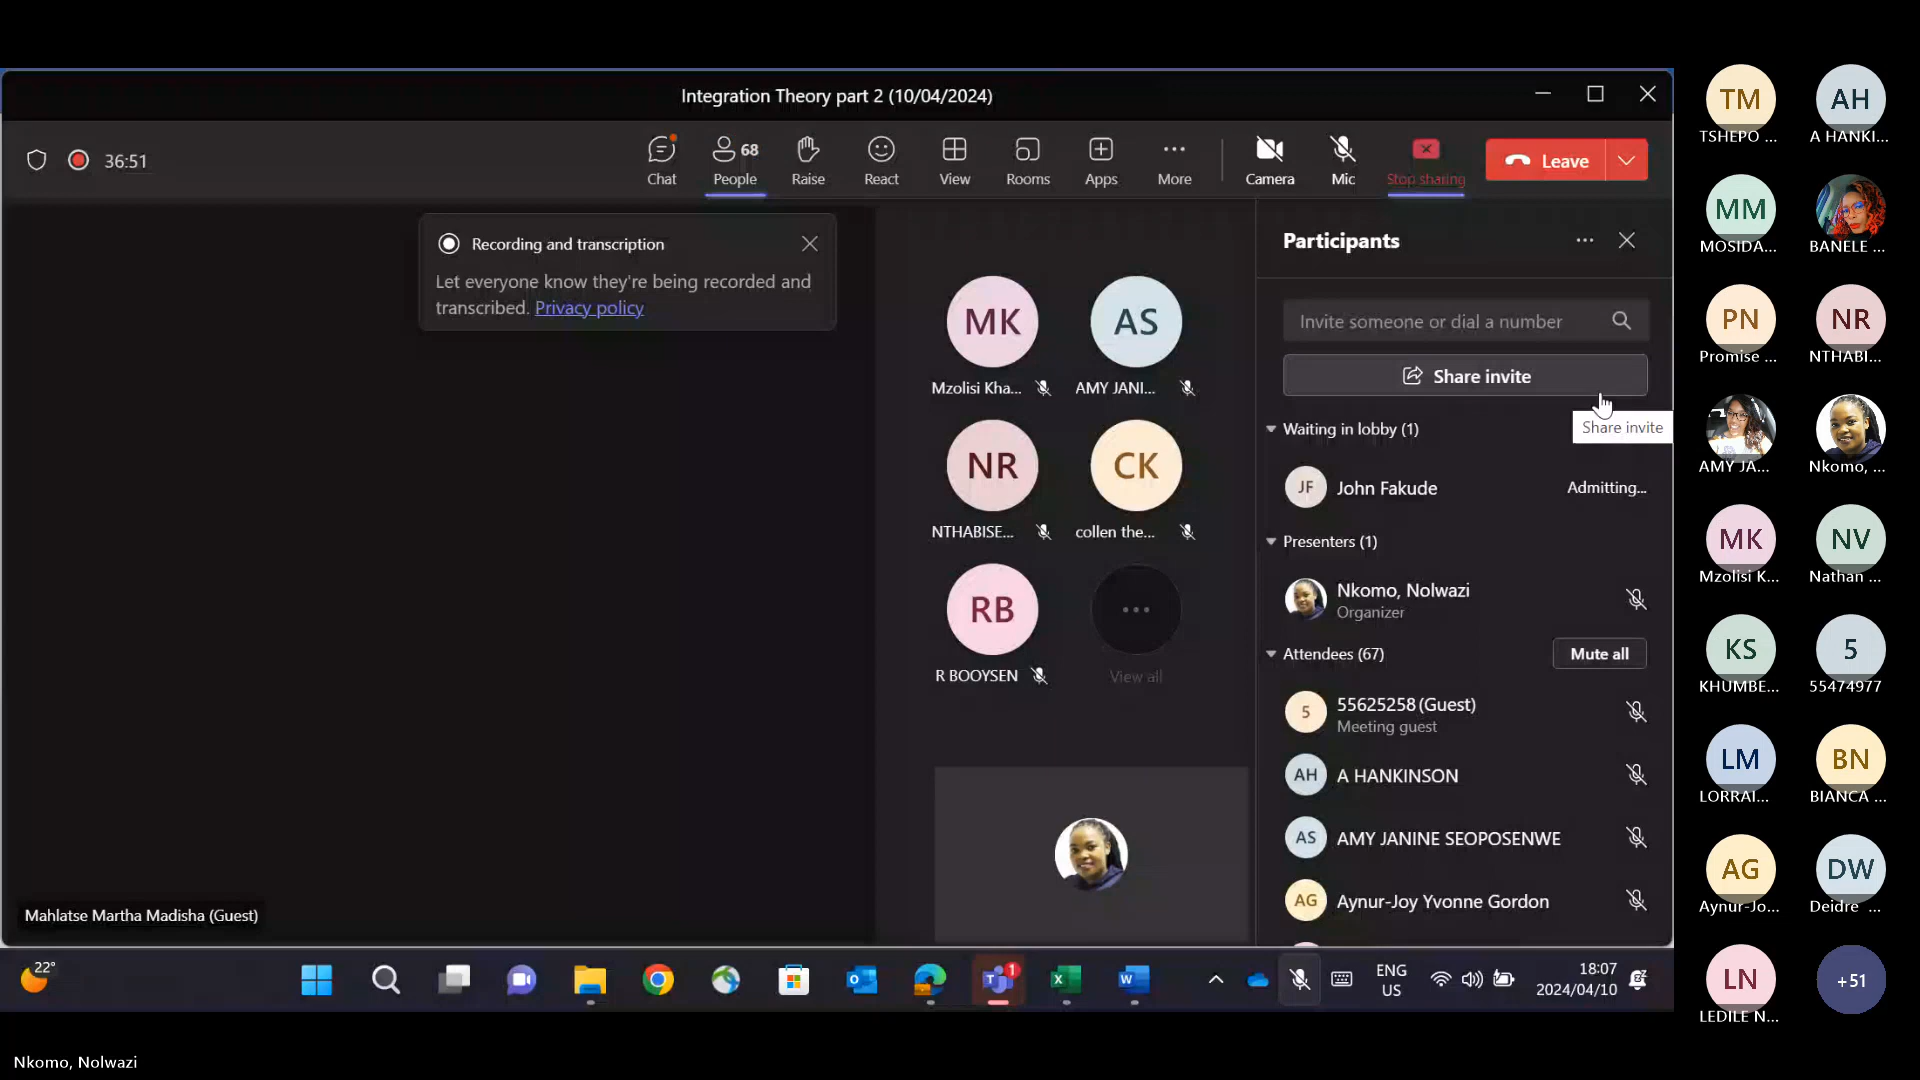 Integration Theory part 2 (10/04/2024)
36:51
Chat
People
68
Raise
React
View
Rooms
Apps
More
Camera
Mic
Stop sharing
Leave
Recording and transcription
Let everyone know they're being recorded and
transcribed. Privacy policy
MK
Mzolisi Kha...
AS
AMY JANI...
NR
NTHABISE...
CK
collen the...
RB
R BOOYSEN
View all
Mahlatse Martha Madisha (Guest)
Participants
Invite someone or dial a number
Share invite
Share invite
Waiting in lobby (1)
JF
John Fakude
Admitting...
Presenters (1)
Nkomo, Nolwazi
Organizer
Attendees (67)
Mute all
5
55625258 (Guest)
Meeting guest
AH
A HANKINSON
AS
AMY JANINE SEOPOSENWE
AG
Aynur-Joy Yvonne Gordon
22°
1
ENG
US
18:07
2024/04/10
TM
TSHEPO ...
AH
A HANKI...
MM
MOSIDA...
BANELE ...
PN
Promise ...
NR
NTHABI...
AMY JA...
Nkomo, ...
MK
Mzolisi K...
NV
Nathan ...
KS
KHUMBE...
5
55474977
LM
LORRAI...
BN
BIANCA ...
AG
Aynur-Jo...
DW
Deidre ...
LN
LEDILE N...
+51
Nkomo, Nolwazi